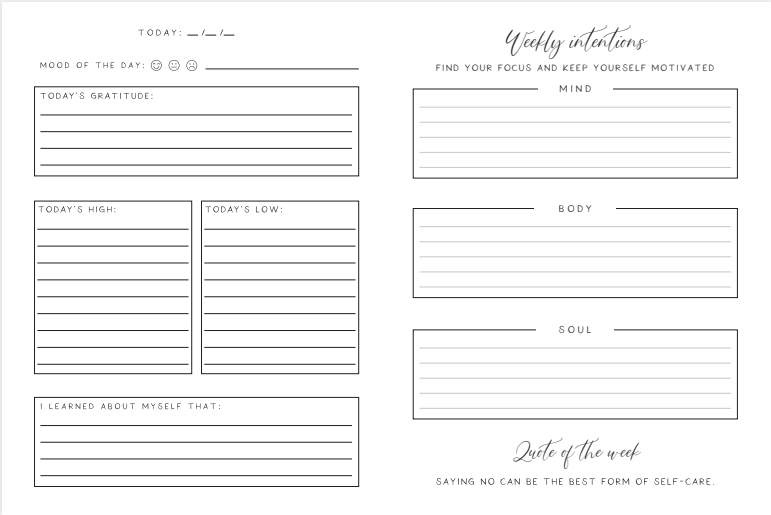 TODAY: __/__/__
MOOD OF THE DAY:
TODAY'S GRATITUDE:
TODAY'S HIGH:
TODAY'S LOW:
I LEARNED ABOUT MYSELF THAT:
Weekly intentions
FIND YOUR FOCUS AND KEEP YOURSELF MOTIVATED
MIND
BODY
SOUL
Quote of the week
SAYING NO CAN BE THE BEST FORM OF SELF-CARE.